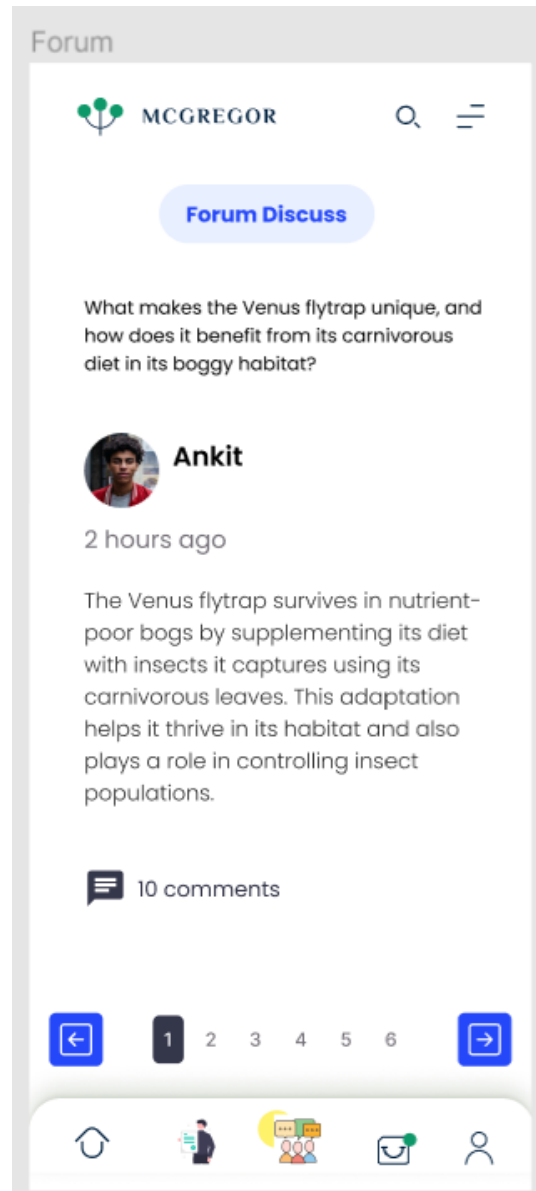 Forum
MCGREGOR
Forum Discuss
What makes the Venus flytrap unique, and
how does it benefit from its carnivorous
diet in its boggy habitat?
Ankit
2 hours ago
The Venus flytrap survives in nutrient-
poor bogs by supplementing its diet
with insects it captures using its
carnivorous leaves. This adaptation
helps it thrive in its habitat and also
plays a role in controlling insect
populations.
10 comments
1 2 3 4 5 6